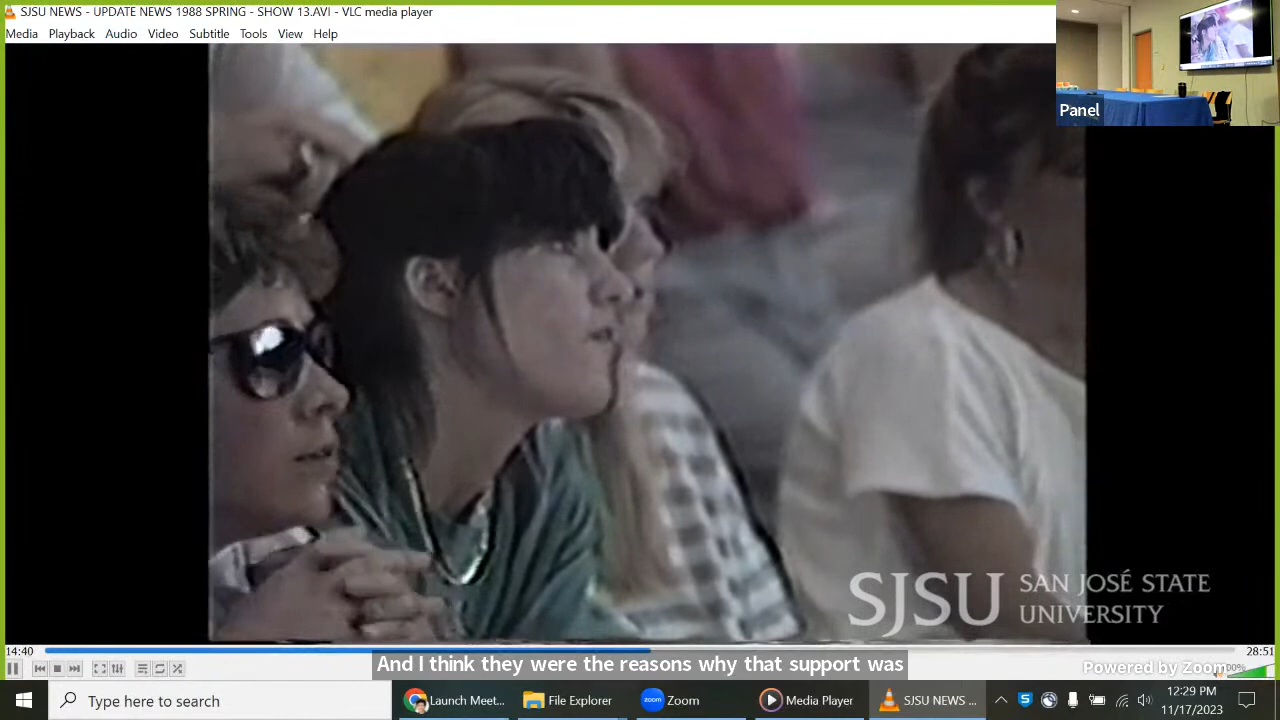 SJSU NEWS - UPDATE NEWS 1988 SPRING - SHOW 13.AVI - VLC media player
Media Playback Audio Video Subtitle Tools View Help
Panel
SJSU SAN JOSÉ STATE
UNIVERSITY
14:40
28:51
And I think they were the reasons why that support was
Powered by Zoom
Type here to search
Launch Meet...
File Explorer
Zoom
zoom
Media Player
SJSU NEWS ...
12:29 PM
11/17/2023